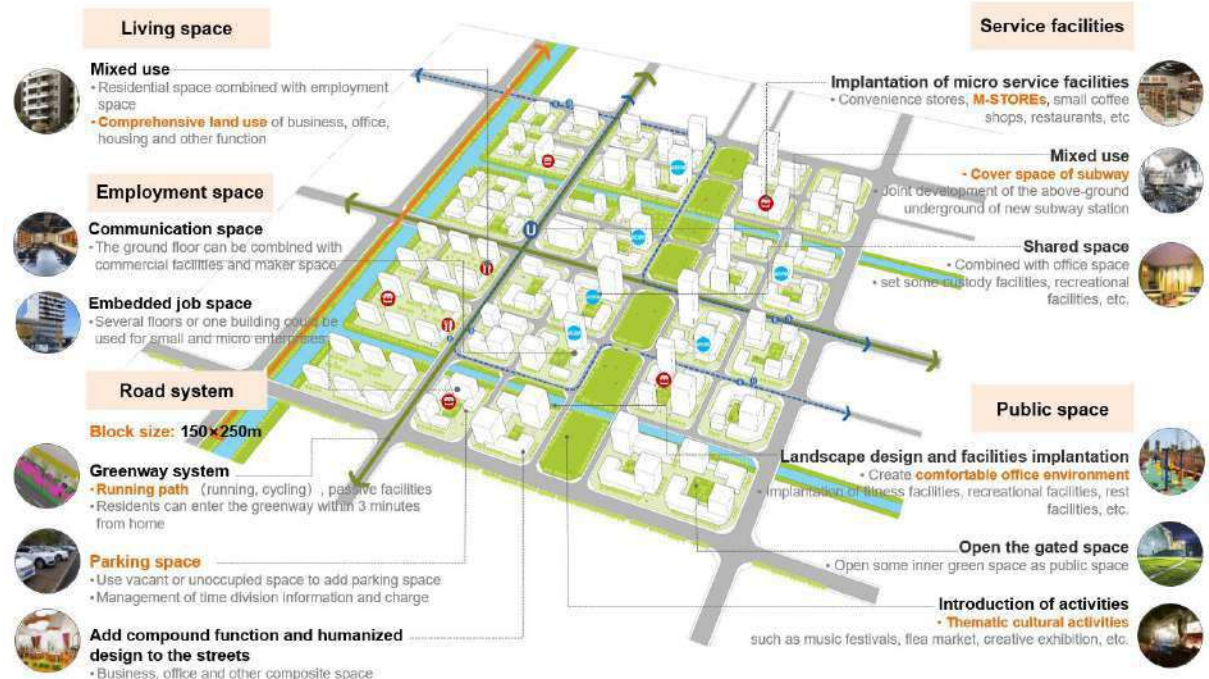 Living space
Mixed use
• Residential space combined with employment
space
• Comprehensive land use of business, office,
housing and other function
Employment space
Communication space
• The ground floor can be combined with
commercial facilities and maker space
Embedded job space
• Several floors or one building could be
used for small and micro enterprises
Road system
Block size: 150×250m
Greenway system
• Running path (running, cycling) , passive facilities
• Residents can enter the greenway within 3 minutes
from home
Parking space
• Use vacant or unoccupied space to add parking space
• Management of time division information and charge
Add compound function and humanized
design to the streets
• Business, office and other composite space
U
Service facilities
Implantation of micro service facilities
• Convenience stores, M-STOREs, small coffee
shops, restaurants, etc
Mixed use
• Cover space of subway
• Joint development of the above-ground
underground of new subway station
Shared space
• Combined with office space
• set some custody facilities, recreational
facilities, etc.
Public space
Landscape design and facilities implantation
• Create comfortable office environment
• Implantation of fitness facilities, recreational facilities, rest
facilities, etc.
Open the gated space
• Open some inner green space as public space
Introduction of activities
• Thematic cultural activities
such as music festivals, flea market, creative exhibition, etc.